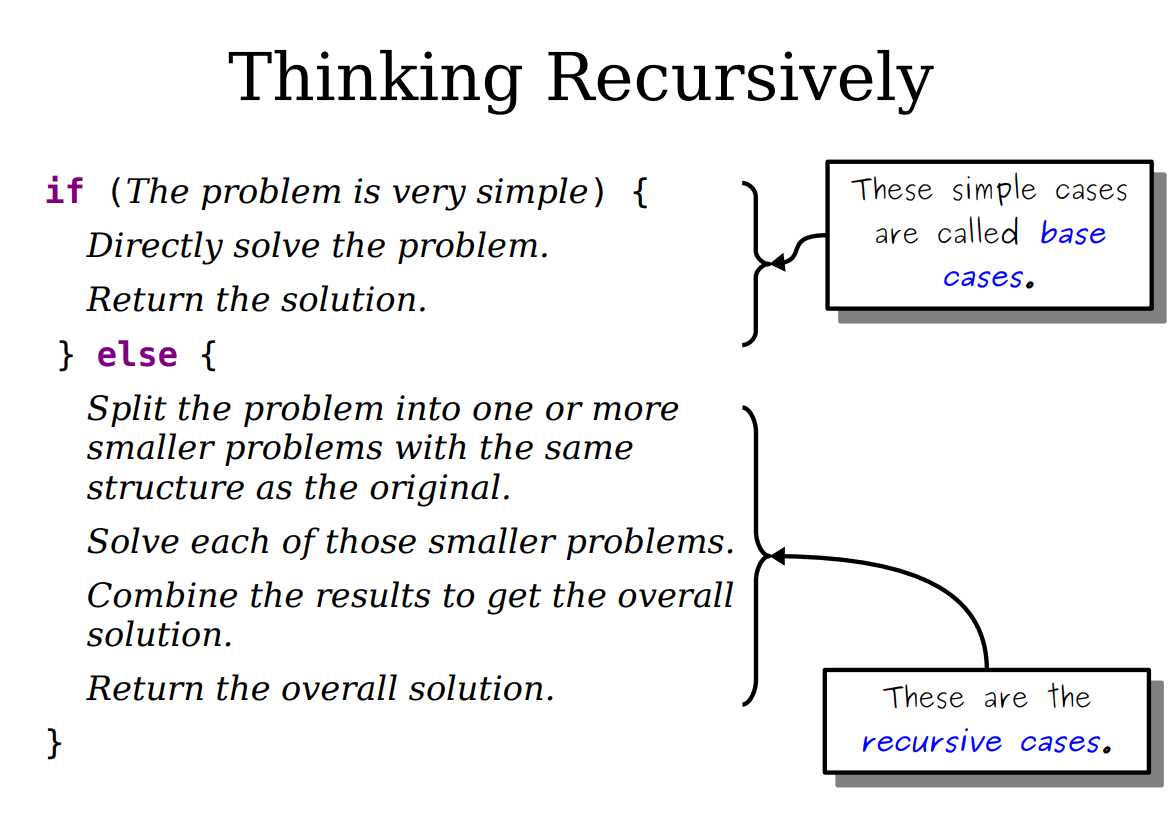 Thinking Recursively
if (The problem is very simple) {
Directly solve the problem.
Return the solution.
} else {
Split the problem into one or more
smaller problems with the same
structure as the original.
Solve each of those smaller problems.
Combine the results to get the overall
solution.
Return the overall solution.
}
These simple cases
are called base
cases.
These are the
recursive cases.